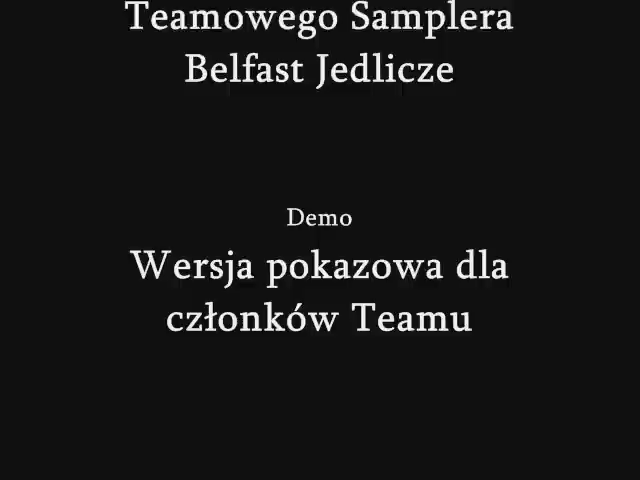 Teamowego Samplera
Belfast Jedlicze
Demo
Wersja pokazowa dla
członków Teamu